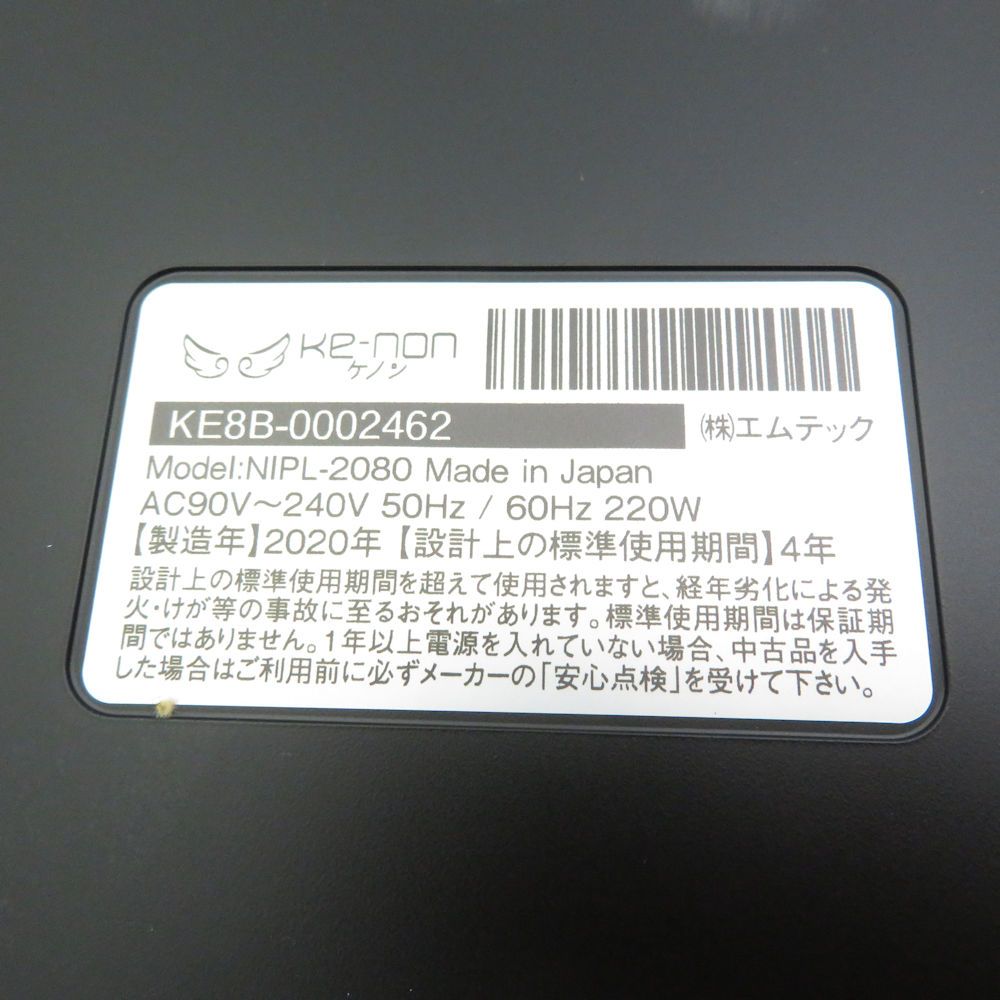 Ke-non
ケノン
KE8B-0002462
㈱エムテック
Model:NIPL-2080 Made in Japan
AC90V～240V 50Hz / 60Hz 220W
【製造年】2020年【設計上の標準使用期間】4年
設計上の標準使用期間を超えて使用されますと、経年劣化による発
火・けが等の事故に至るおそれがあります。標準使用期間は保証期
間ではありません。1年以上電源を入れていない場合、中古品を入手
した場合はご利用前に必ずメーカーの「安心点検」を受けて下さい。